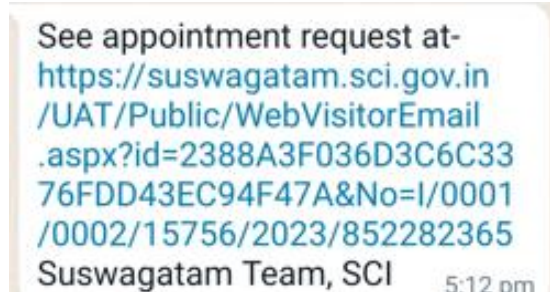 See appointment request at-
https://suswagatam.sci.gov.in
/UAT/Public/WebVisitorEmail
.aspx?id=2388A3F036D3C6C33
76FDD43EC94F47A&No=I/0001
/0002/15756/2023/852282365
Suswagatam Team, SCI
5:12 pm